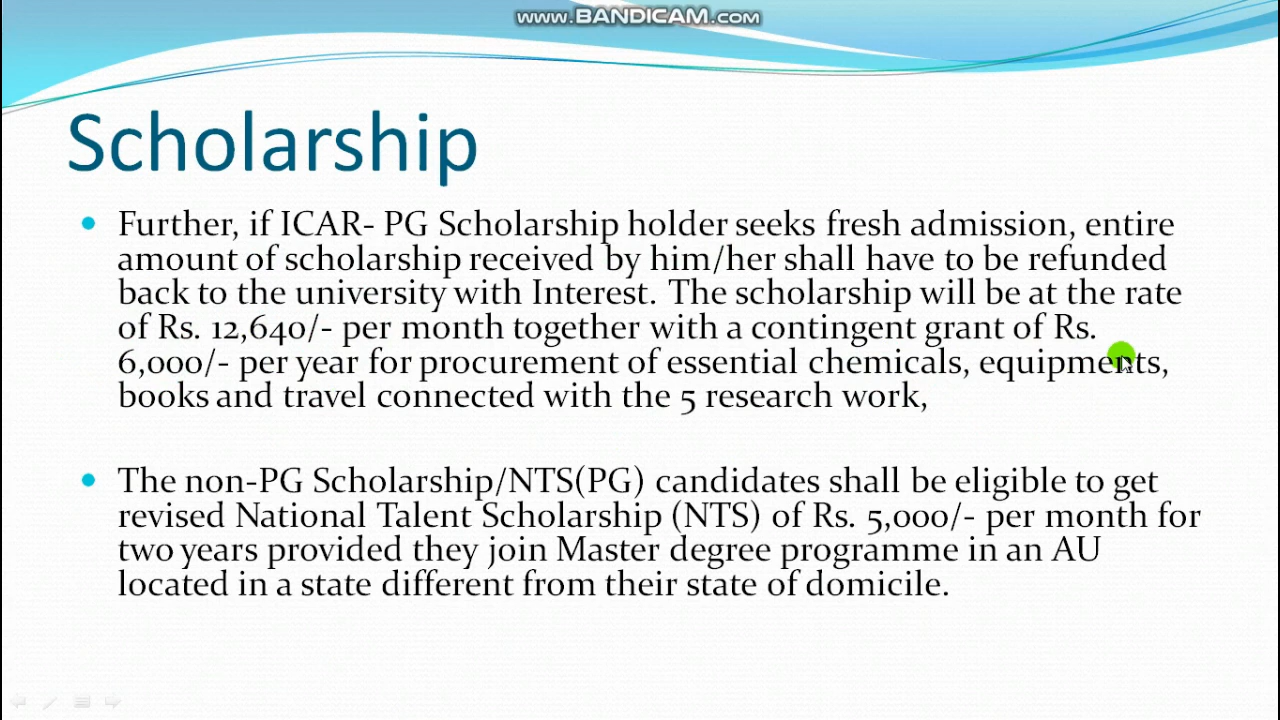 www.BANDICAM.com
Scholarship
• Further, if ICAR- PG Scholarship holder seeks fresh admission, entire
amount of scholarship received by him/her shall have to be refunded
back to the university with Interest. The scholarship will be at the rate
of Rs. 12,640/- per month together with a contingent grant of Rs.
6,000/- per year for procurement of essential chemicals, equipments,
books and travel connected with the 5 research work,
• The non-PG Scholarship/NTS(PG) candidates shall be eligible to get
revised National Talent Scholarship (NTS) of Rs. 5,000/- per month for
two years provided they join Master degree programme in an AU
located in a state different from their state of domicile.